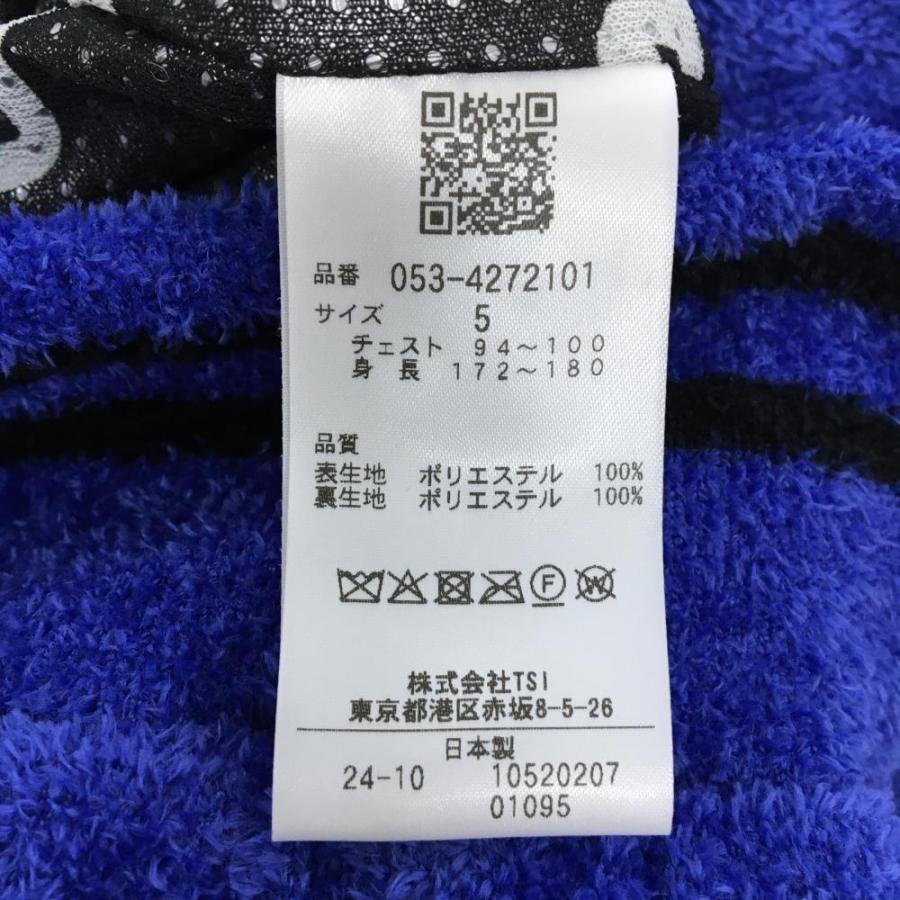 品番 053-4272101
サイズ 5
チェスト 94～100
身長 172～180
品質
表生地 ポリエステル 100%
裏生地 ポリエステル 100%
F W
株式会社TSI
東京都港区赤坂8-5-26
日本製
24-10 10520207
01095